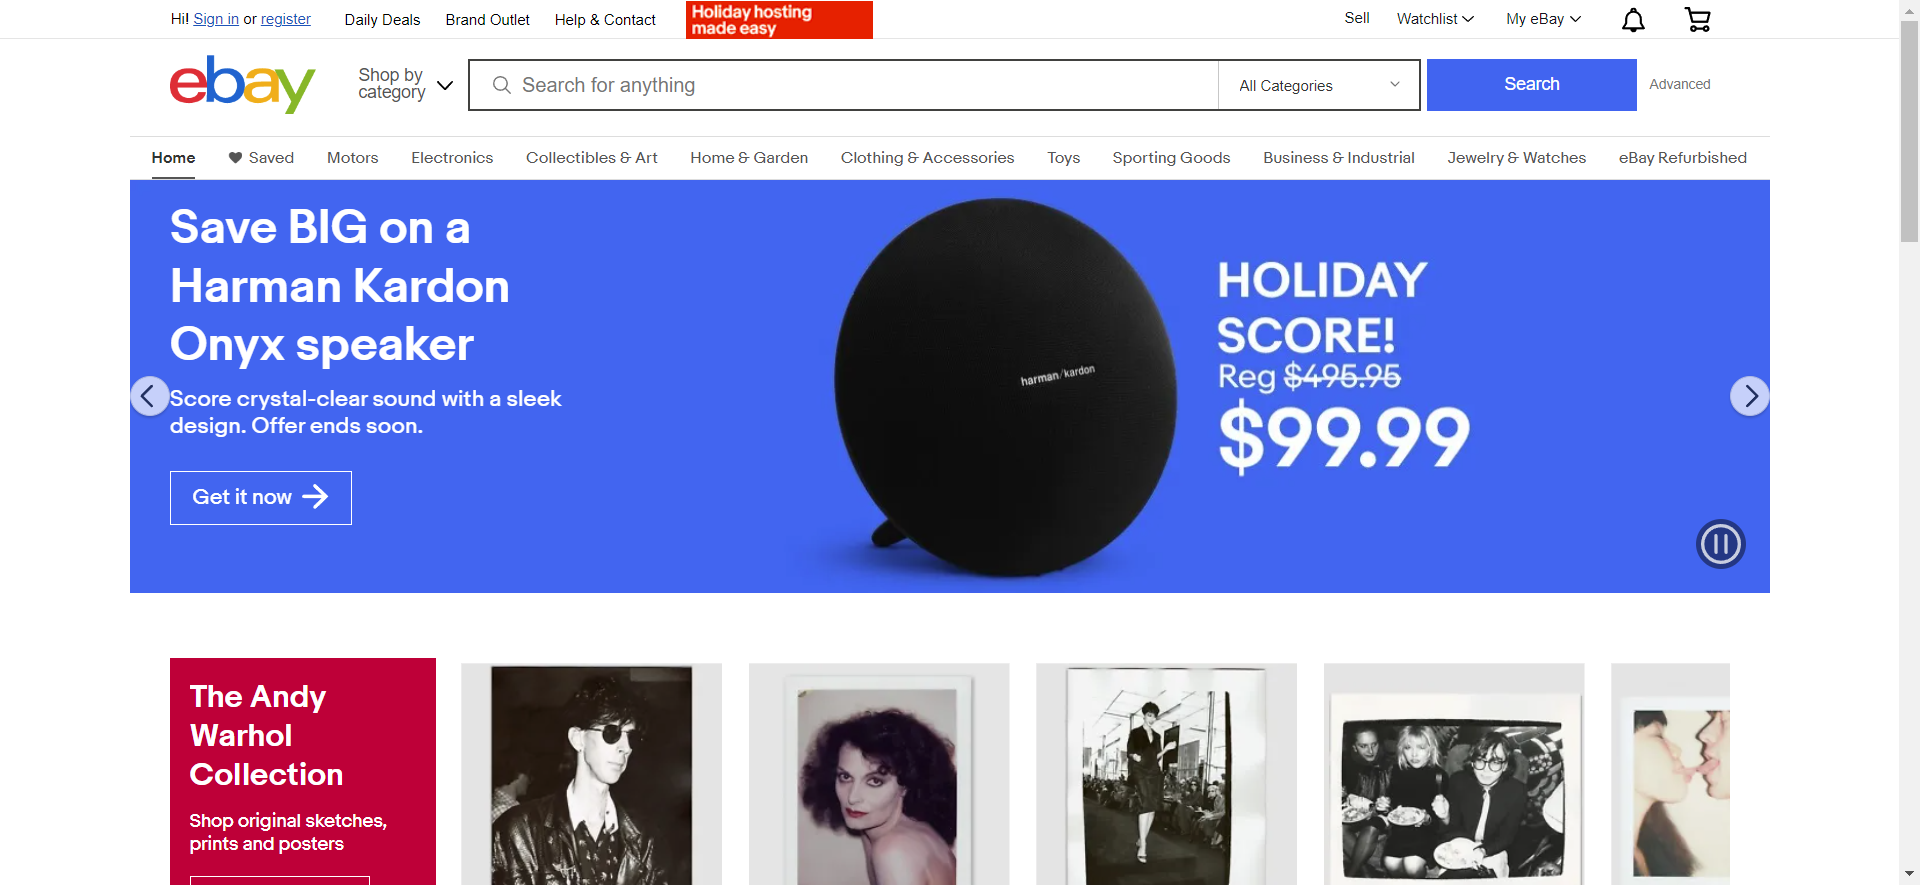 Hi! Sign in or register
Daily Deals
Brand Outlet
Help & Contact
Holiday hosting
made easy
Sell
Watchlist
My eBay
ebay
Shop by
category
Search for anything
All Categories
Search
Advanced
Home
Saved
Motors
Electronics
Collectibles & Art
Home & Garden
Clothing & Accessories
Toys
Sporting Goods
Business & Industrial
Jewelry & Watches
eBay Refurbished
Save BIG on a
Harman Kardon
Onyx speaker
Score crystal-clear sound with a sleek
design. Offer ends soon.
Get it now
harman/kardon
HOLIDAY
SCORE!
Reg $495.95
$99.99
The Andy
Warhol
Collection
Shop original sketches,
prints and posters